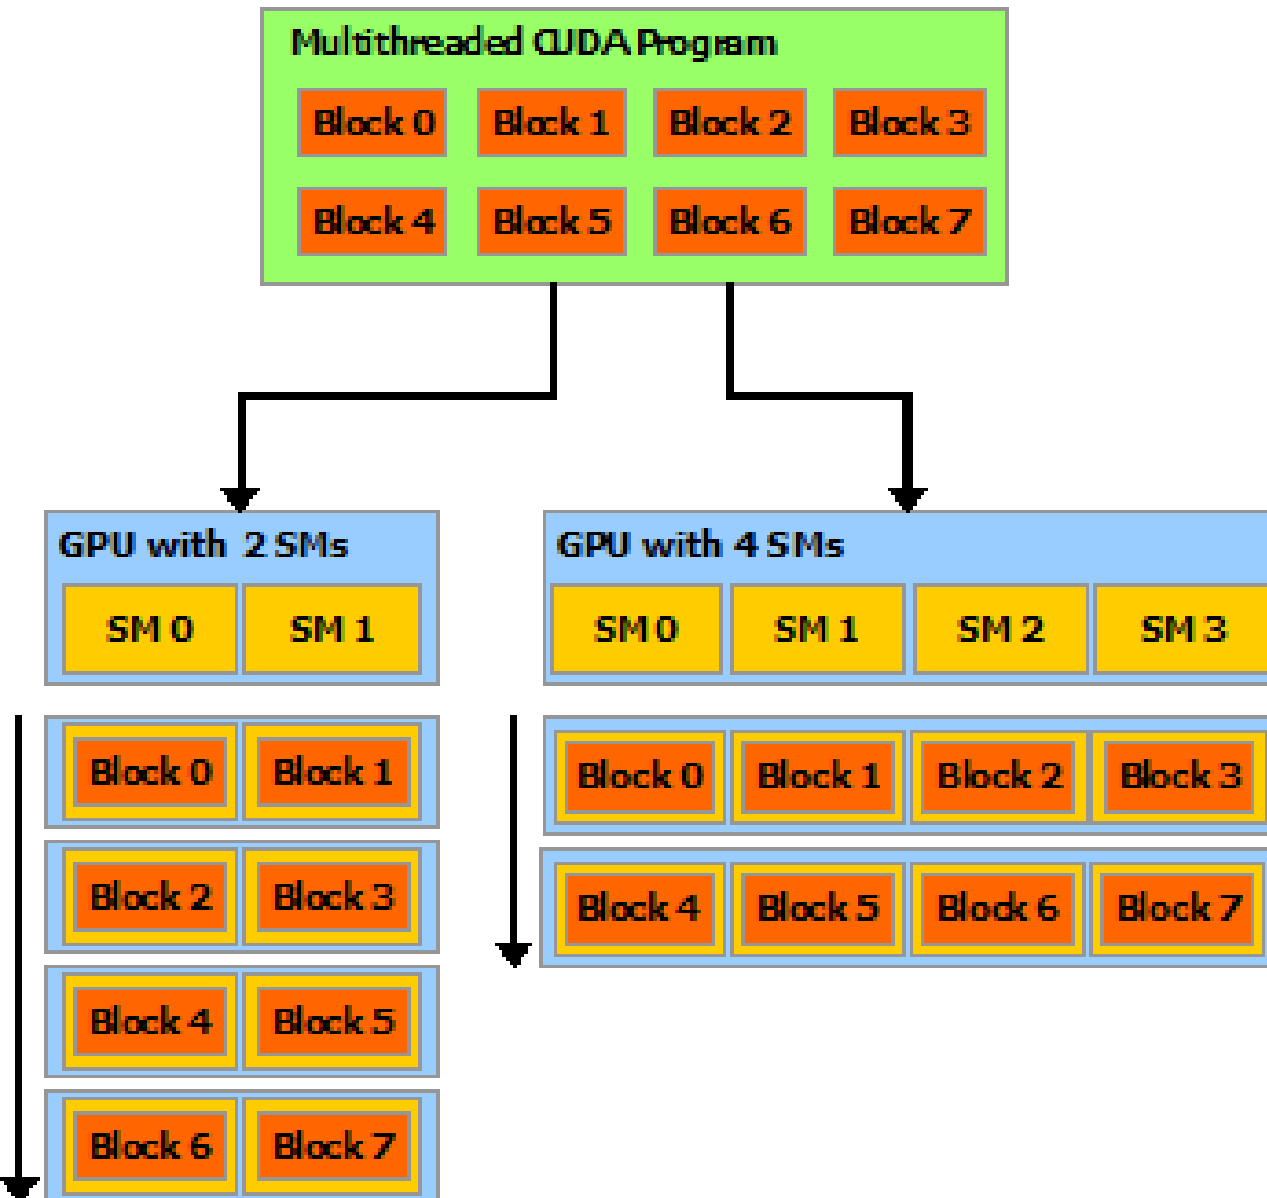 Multithreaded CUDA Program
Block 0 Block 1 Block 2 Block 3
Block 4 Block 5 Block 6 Block 7
GPU with 2 SMs
SM 0 SM 1
Block 0 Block 1
Block 2 Block 3
Block 4 Block 5
Block 6 Block 7
GPU with 4 SMs
SM 0 SM 1 SM 2 SM 3
Block 0 Block 1 Block 2 Block 3
Block 4 Block 5 Block 6 Block 7